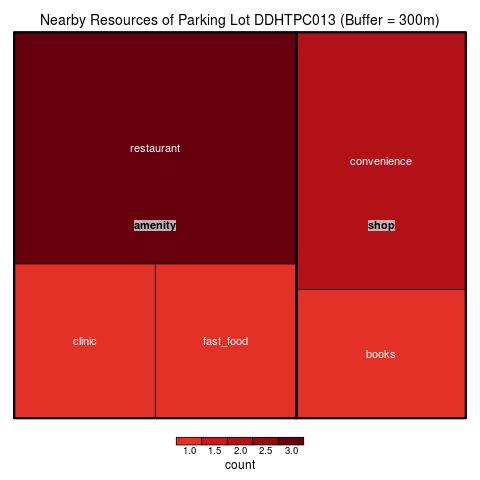 Nearby Resources of Parking Lot DDHTPC013 (Buffer = 300m)
restaurant
convenience
amenity
shop
clinic
fast_food
books
1.0 1.5 2.0 2.5 3.0
count